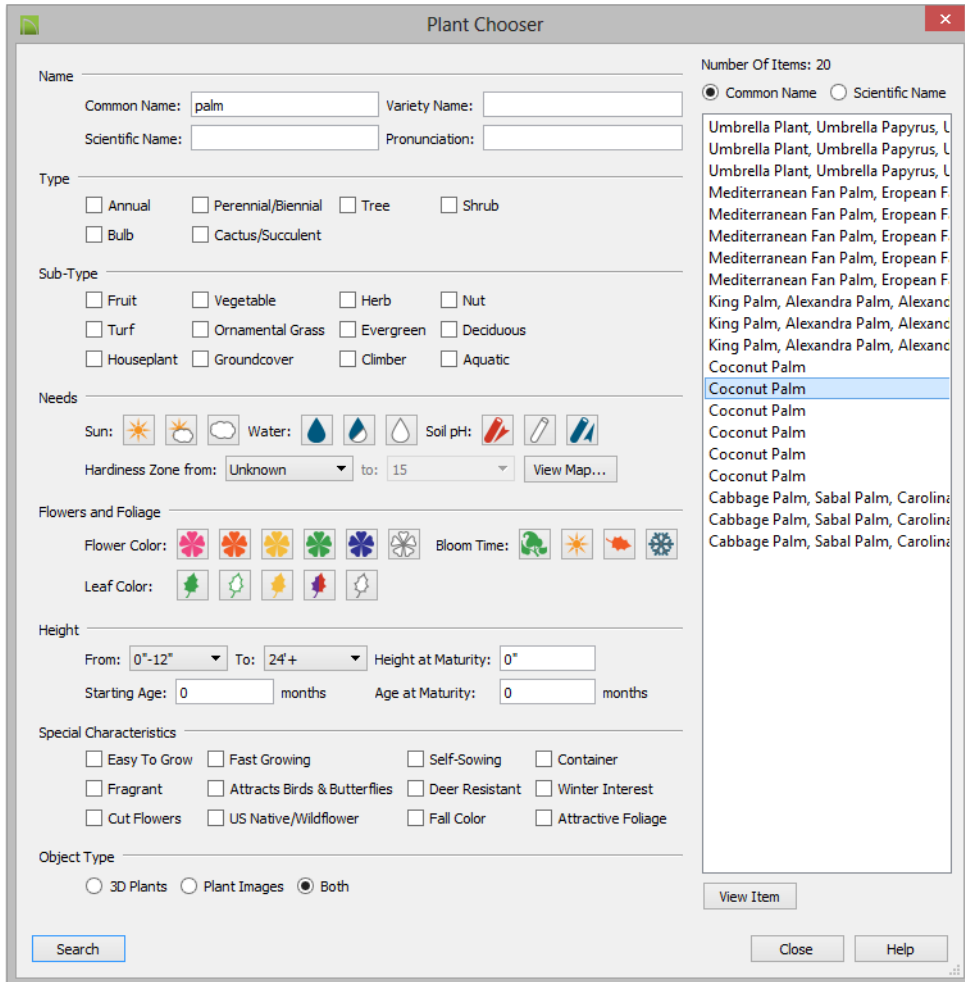 Plant Chooser
Name
Common Name: palm Variety Name:
Scientific Name: Pronunciation:
Type
Annual Perennial/Biennial Tree Shrub
Bulb Cactus/Succulent
Sub-Type
Fruit Vegetable Herb Nut
Turf Ornamental Grass Evergreen Deciduous
Houseplant Groundcover Climber Aquatic
Needs
Sun: Water: Soil pH:
Hardiness Zone from: Unknown to: 15 View Map...
Flowers and Foliage
Flower Color: Bloom Time:
Leaf Color:
Height
From: 0"-12" To: 24'+ Height at Maturity: 0"
Starting Age: 0 months Age at Maturity: 0 months
Special Characteristics
Easy To Grow Fast Growing Self-Sowing Container
Fragrant Attracts Birds & Butterflies Deer Resistant Winter Interest
Cut Flowers US Native/Wildflower Fall Color Attractive Foliage
Object Type
3D Plants Plant Images Both
Search
Number Of Items: 20
Common Name Scientific Name
Umbrella Plant, Umbrella Papyrus, U
Umbrella Plant, Umbrella Papyrus, U
Umbrella Plant, Umbrella Papyrus, U
Mediterranean Fan Palm, Eropean F
Mediterranean Fan Palm, Eropean F
Mediterranean Fan Palm, Eropean F
Mediterranean Fan Palm, Eropean F
Mediterranean Fan Palm, Eropean F
King Palm, Alexandra Palm, Alexand
King Palm, Alexandra Palm, Alexand
King Palm, Alexandra Palm, Alexand
Coconut Palm
Coconut Palm
Coconut Palm
Coconut Palm
Coconut Palm
Coconut Palm
Cabbage Palm, Sabal Palm, Carolina
Cabbage Palm, Sabal Palm, Carolina
Cabbage Palm, Sabal Palm, Carolina
View Item
Close Help